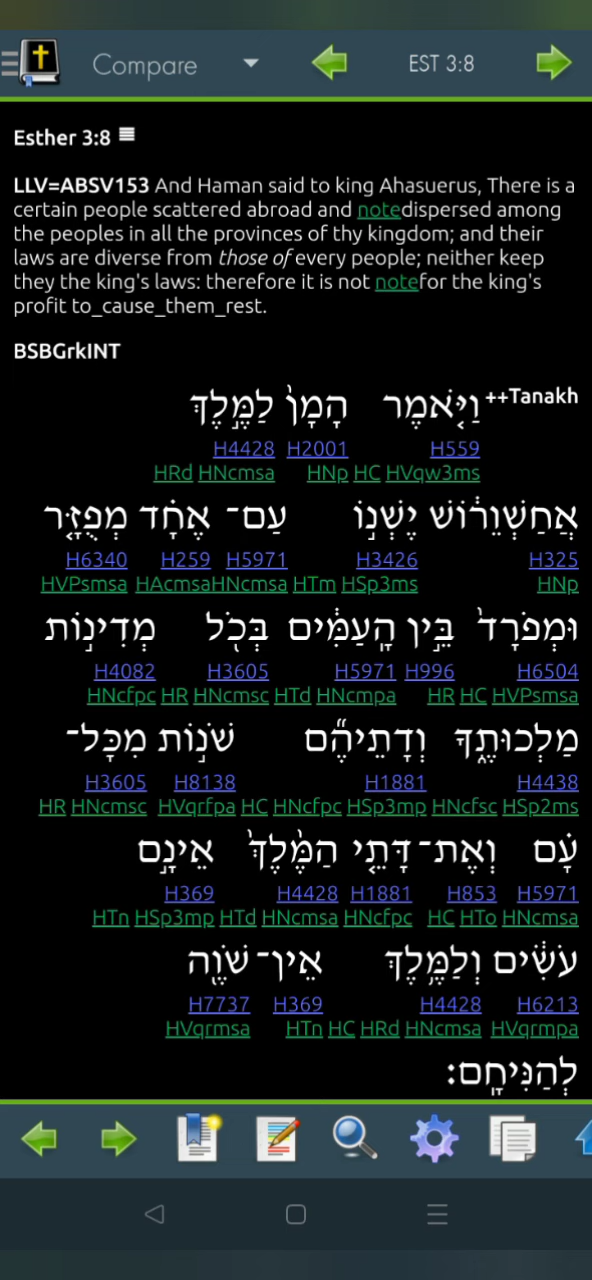 Compare
EST 3:8
Esther 3:8
LLV=ABSV153 And Haman said to king Ahasuerus, There is a
certain people scattered abroad and notedispersed among
the peoples in all the provinces of thy kingdom; and their
laws are diverse from those of every people; neither keep
they the king's laws: therefore it is not notefor the king's
profit to_cause_them_rest.
BSBGrkINT
++Tanakh וַיֹּ֤אמֶר הָמָן֙ לַמֶּ֣לֶךְ
H4428 H2001 H559
HRd HNcmsa HNp HC HVqw3ms
אֲחַשְׁוֵר֔וֹשׁ יֶשְׁנ֣וֹ עַם־ אֶחָ֗ד מְפֻזָּ֤ר
H6340 H259 H5971 H3426 H325
HVPsmsa HAcmsaHNcmsa HTm HSp3ms HNp
וּמְפֹרָד֙ בֵּ֣ין הָֽעַמִּ֔ים בְּכֹ֖ל מְדִינ֣וֹת
H4082 H3605 H5971 H996 H6504
HNcfpc HR HNcmsc HTd HNcmpa HR HC HVPsmsa
מַלְכוּתֶ֑ךָ וְדָתֵיהֶ֞ם שֹׁנ֣וֹת מִכָּל־
H3605 H8138 H1881 H4438
HR HNcmsc HVqrfpa HC HNcfpc HSp3mp HNcfsc HSp2ms
עָ֗ם וְאֶת־ דָּתֵ֤י הַמֶּ֙לֶךְ֙ אֵינָ֣ם
H369 H4428 H1881 H853 H5971
HTn HSp3mp HTd HNcmsa HNcfpc HC HTo HNcmsa
עֹשִׂ֔ים וְלַמֶּ֥לֶךְ אֵין־ שֹׁוֶ֖ה
H7737 H369 H4428 H6213
HVqrmsa HTn HC HRd HNcmsa HVqrmpa
לְהַנִּיחָֽם׃